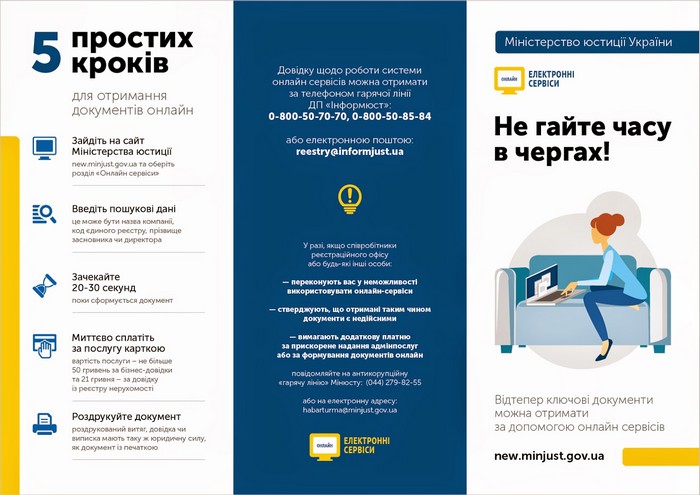 5 простих
кроків
для отримання
документів онлайн
Зайдіть на сайт
Міністерства юстиції
new.minjust.gov.ua та оберіть
розділ «Онлайн сервіси»
Введіть пошукові дані
це може бути назва компанії,
код єдиного реєстру, прізвище
засновника чи директора
Зачекайте
20-30 секунд
поки сформується документ
Миттєво сплатіть
за послугу карткою
вартість послуги – не більше
50 гривень за бізнес-довідки
та 21 гривня – за довідку
із реєстру нерухомості
Роздрукуйте документ
роздрукований витяг, довідка чи
виписка мають таку ж юридичну силу,
як документ із печаткою
Довідку щодо роботи системи
онлайн сервісів можна отримати
за телефоном гарячої лінії
ДП «Інформюст»:
0-800-50-70-70, 0-800-50-85-84
або електронною поштою:
reestry@informjust.ua
У разі, якщо співробітники
реєстраційного офісу
або будь-які інші особи:
— переконують вас у неможливості
використовувати онлайн-сервіси
— стверджують, що отримані таким чином
документи є недійсними
— вимагають додаткову платню
за прискорене надання адмінпослуг
або за формування документів онлайн
повідомляйте на антикорупційну
«гарячу лінію» Мінюсту: (044) 279-82-55
або на електронну адресу:
habarturma@minjust.gov.ua
ОНЛАЙН
ЕЛЕКТРОННІ
СЕРВІСИ
Міністерство юстиції України
ОНЛАЙН
ЕЛЕКТРОННІ
СЕРВІСИ
Не гайте часу
в чергах!
Відтепер ключові документи
можна отримати
за допомогою онлайн сервісів
new.minjust.gov.ua